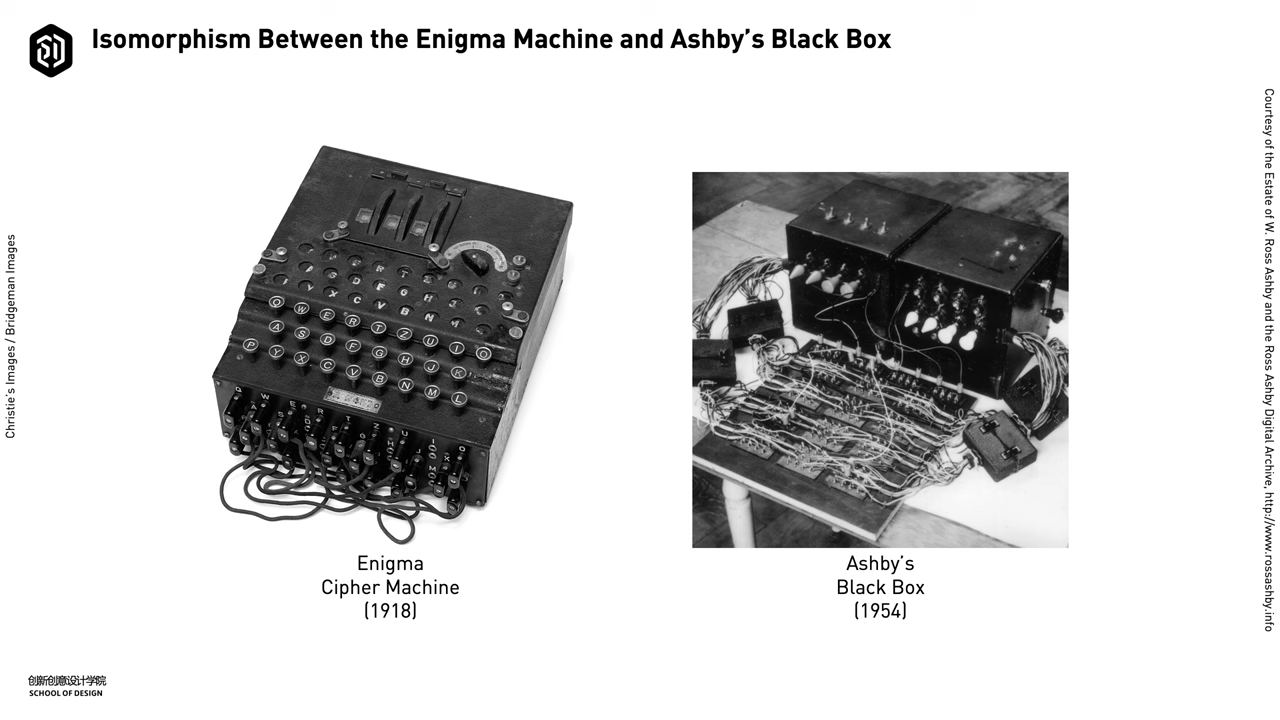 Isomorphism Between the Enigma Machine and Ashby's Black Box
Christie's Images / Bridgeman Images
Courtesy of the Estate of W. Ross Ashby and the Ross Ashby Digital Archive, http://www.rossashby.info
Q W E R T Z U I O
A S D F G H J K
P Y X C V B N M L
Enigma
Cipher Machine
(1918)
Ashby's
Black Box
(1954)
创新创意设计学院
SCHOOL OF DESIGN